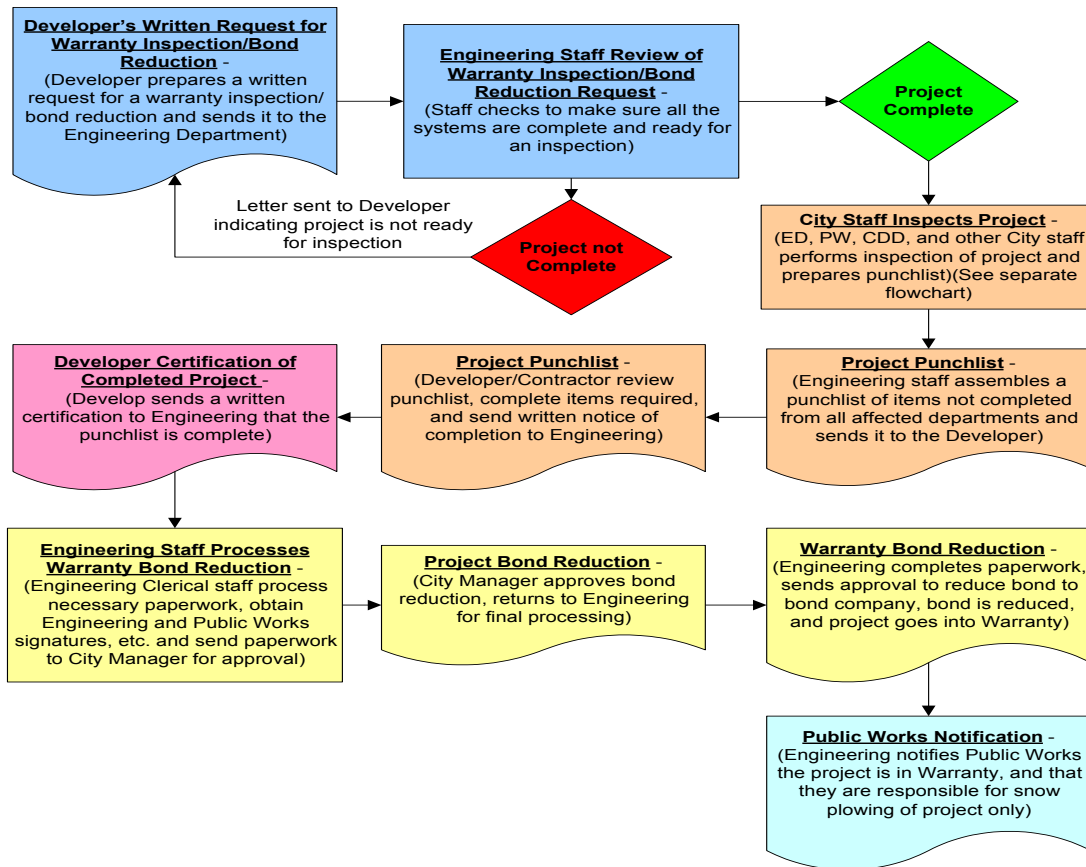 Developer's Written Request for
Warranty Inspection/Bond
Reduction -
(Developer prepares a written
request for a warranty inspection/
bond reduction and sends it to the
Engineering Department)
Engineering Staff Review of
Warranty Inspection/Bond
Reduction Request -
(Staff checks to make sure all the
systems are complete and ready for
an inspection)
Project
Complete
Letter sent to Developer
indicating project is not ready
for inspection
Project not
Complete
City Staff Inspects Project -
(ED, PW, CDD, and other City staff
performs inspection of project and
prepares punchlist)(See separate
flowchart)
Developer Certification of
Completed Project -
(Develop sends a written
certification to Engineering that the
punchlist is complete)
Project Punchlist -
(Developer/Contractor review
punchlist, complete items required,
and send written notice of
completion to Engineering)
Project Punchlist -
(Engineering staff assembles a
punchlist of items not completed
from all affected departments and
sends it to the Developer)
Engineering Staff Processes
Warranty Bond Reduction -
(Engineering Clerical staff process
necessary paperwork, obtain
Engineering and Public Works
signatures, etc. and send paperwork
to City Manager for approval)
Project Bond Reduction -
(City Manager approves bond
reduction, returns to Engineering
for final processing)
Warranty Bond Reduction -
(Engineering completes paperwork,
sends approval to reduce bond to
bond company, bond is reduced,
and project goes into Warranty)
Public Works Notification -
(Engineering notifies Public Works
the project is in Warranty, and that
they are responsible for snow
plowing of project only)